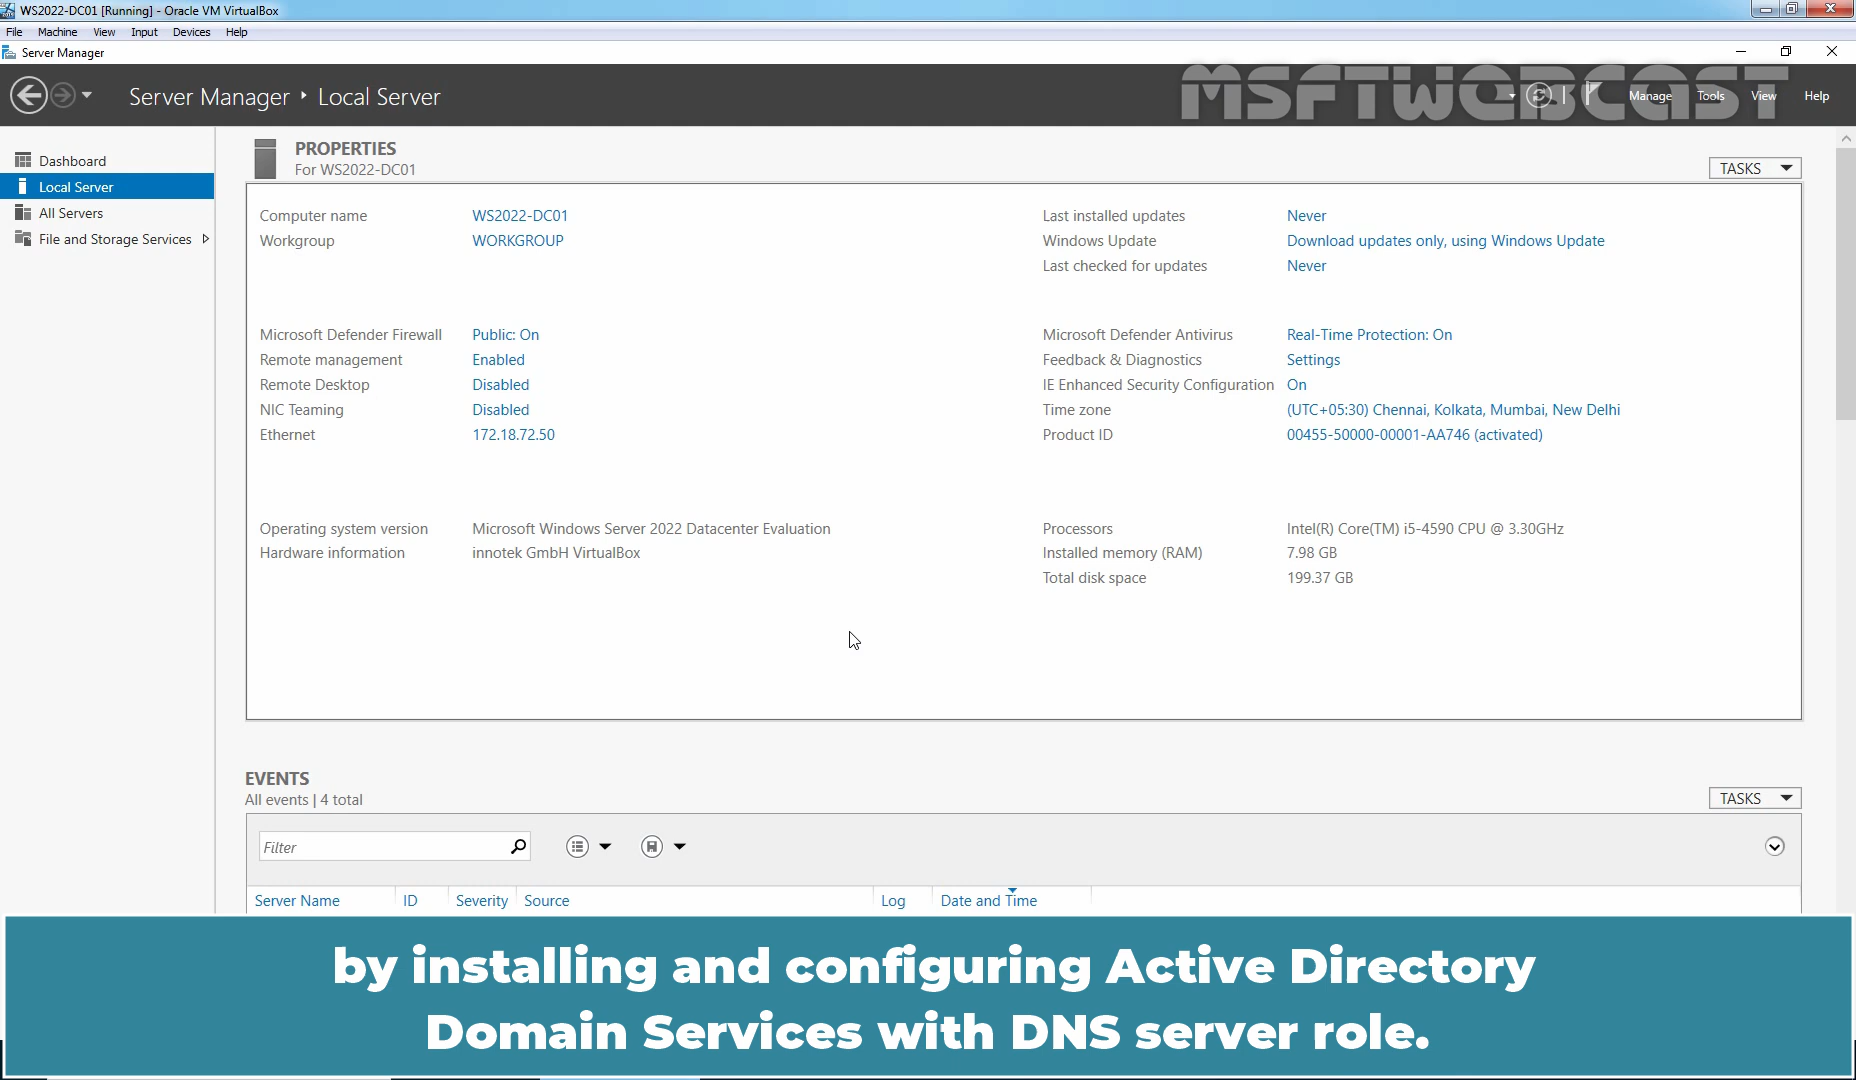 WS2022-DC01 [Running] - Oracle VM VirtualBox
File Machine View Input Devices Help
Server Manager
Server Manager ‣ Local Server
MSFTWEBCAST
Manage Tools View Help
Dashboard
Local Server
All Servers
File and Storage Services
PROPERTIES
For WS2022-DC01
TASKS
Computer name WS2022-DC01 Last installed updates Never
Workgroup WORKGROUP Windows Update Download updates only, using Windows Update
Last checked for updates Never
Microsoft Defender Firewall Public: On Microsoft Defender Antivirus Real-Time Protection: On
Remote management Enabled Feedback & Diagnostics Settings
Remote Desktop Disabled IE Enhanced Security Configuration On
NIC Teaming Disabled Time zone (UTC+05:30) Chennai, Kolkata, Mumbai, New Delhi
Ethernet 172.18.72.50 Product ID 00455-50000-00001-AA746 (activated)
Operating system version Microsoft Windows Server 2022 Datacenter Evaluation Processors Intel(R) Core(TM) i5-4590 CPU @ 3.30GHz
Hardware information innotek GmbH VirtualBox Installed memory (RAM) 7.98 GB
Total disk space 199.37 GB
EVENTS
All events | 4 total
TASKS
Filter
Server Name ID Severity Source Log Date and Time
by installing and configuring Active Directory
Domain Services with DNS server role.